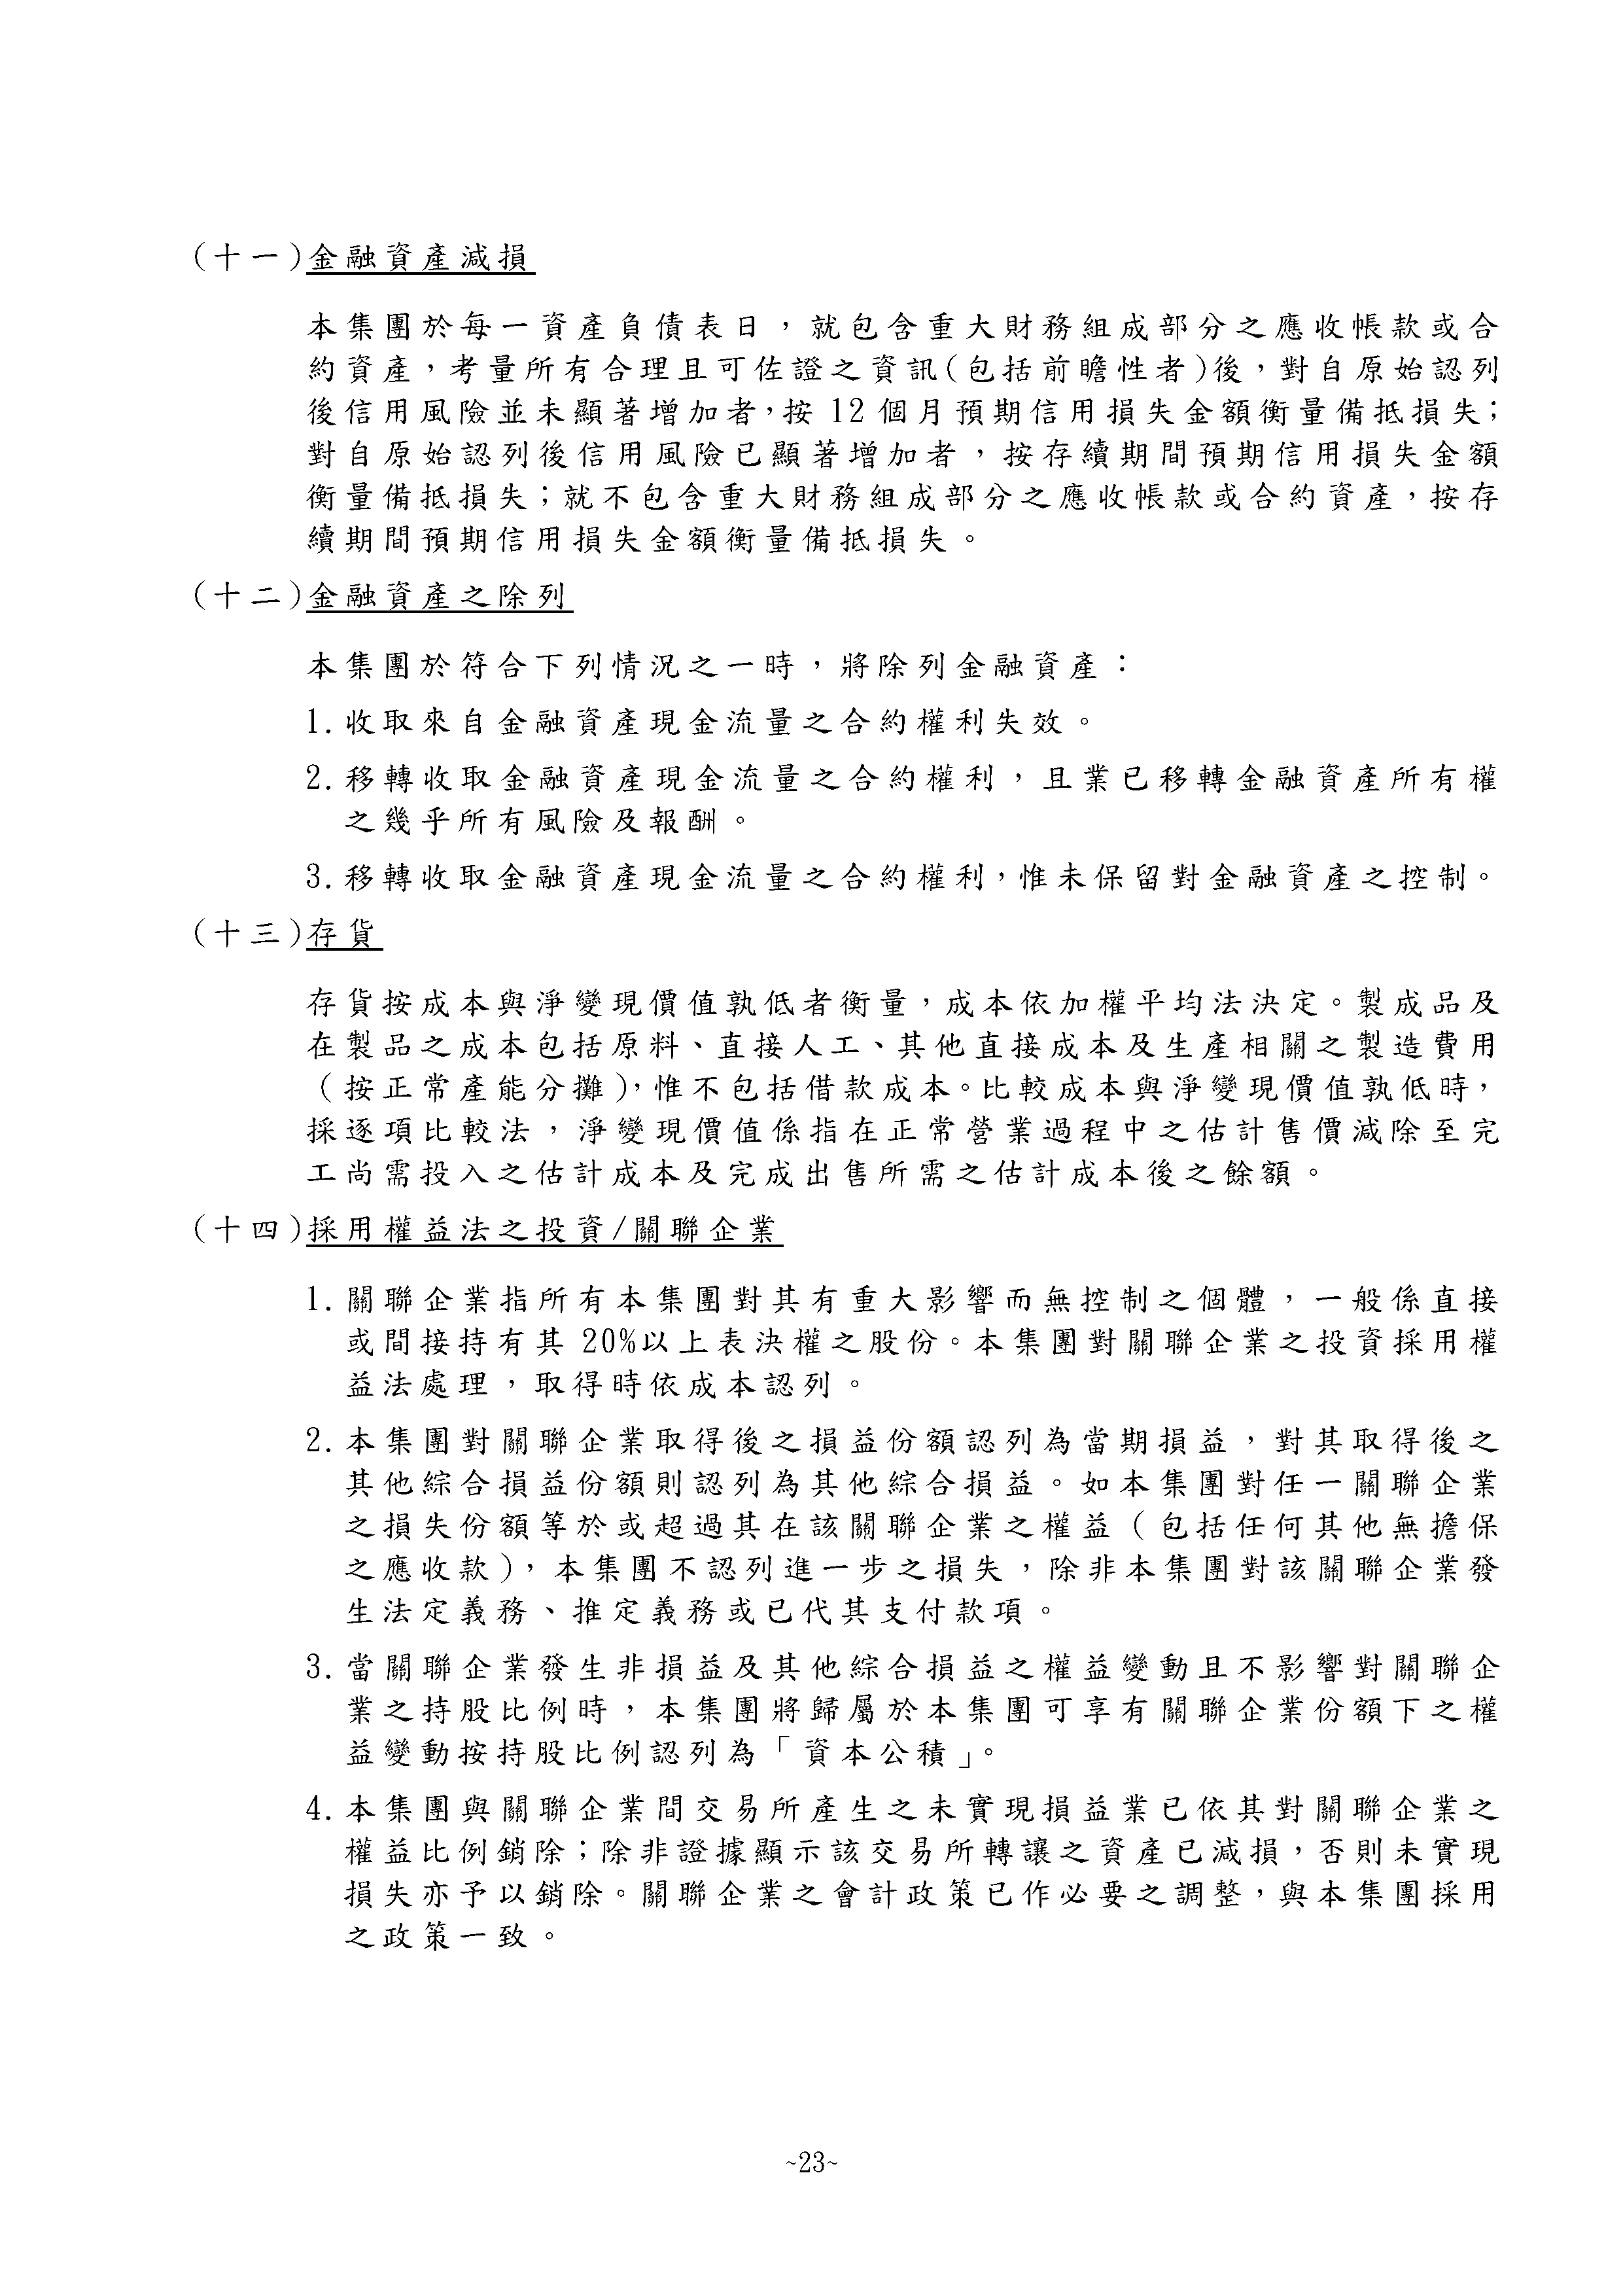 (十一)金融資產減損
本集團於每一資產負債表日，就包含重大財務組成部分之應收帳款或合
約資產，考量所有合理且可佐證之資訊(包括前瞻性者)後，對自原始認列
後信用風險並未顯著增加者，按 12 個月預期信用損失金額衡量備抵損失；
對自原始認列後信用風險已顯著增加者，按存續期間預期信用損失金額
衡量備抵損失；就不包含重大財務組成部分之應收帳款或合約資產，按存
續期間預期信用損失金額衡量備抵損失。
(十二)金融資產之除列
本集團於符合下列情況之一時，將除列金融資產：
1.收取來自金融資產現金流量之合約權利失效。
2.移轉收取金融資產現金流量之合約權利，且業已移轉金融資產所有權
之幾乎所有風險及報酬。
3.移轉收取金融資產現金流量之合約權利，惟未保留對金融資產之控制。
(十三)存貨
存貨按成本與淨變現價值孰低者衡量，成本依加權平均法決定。製成品及
在製品之成本包括原料、直接人工、其他直接成本及生產相關之製造費用
（按正常產能分攤），惟不包括借款成本。比較成本與淨變現價值孰低時，
採逐項比較法，淨變現價值係指在正常營業過程中之估計售價減除至完
工尚需投入之估計成本及完成出售所需之估計成本後之餘額。
(十四)採用權益法之投資/關聯企業
1.關聯企業指所有本集團對其有重大影響而無控制之個體，一般係直接
或間接持有其 20%以上表決權之股份。本集團對關聯企業之投資採用權
益法處理，取得時依成本認列。
2.本集團對關聯企業取得後之損益份額認列為當期損益，對其取得後之
其他綜合損益份額則認列為其他綜合損益。如本集團對任一關聯企業
之損失份額等於或超過其在該關聯企業之權益（包括任何其他無擔保
之應收款），本集團不認列進一步之損失，除非本集團對該關聯企業發
生法定義務、推定義務或已代其支付款項。
3.當關聯企業發生非損益及其他綜合損益之權益變動且不影響對關聯企
業之持股比例時，本集團將歸屬於本集團可享有關聯企業份額下之權
益變動按持股比例認列為「資本公積」。
4.本集團與關聯企業間交易所產生之未實現損益業已依其對關聯企業之
權益比例銷除；除非證據顯示該交易所轉讓之資產已減損，否則未實現
損失亦予以銷除。關聯企業之會計政策已作必要之調整，與本集團採用
之政策一致。
~23~